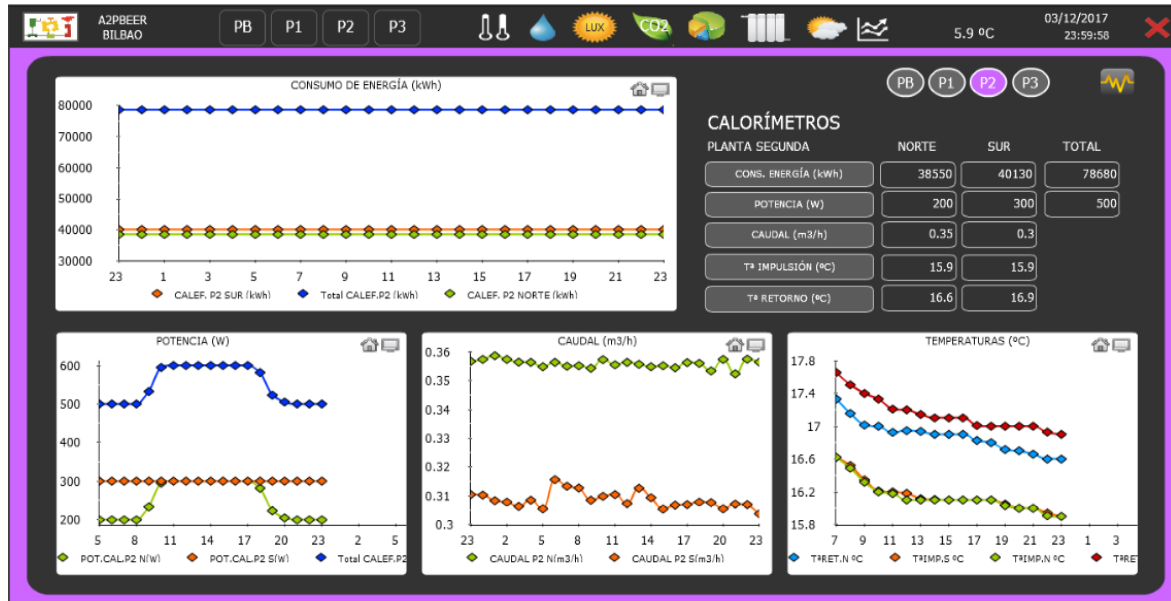 A2PBEER
BILBAO
PB P1 P2 P3
LUX
CO2
5.9 ºC
03/12/2017
23:59:58
CONSUMO DE ENERGÍA (kWh)
80000
70000
60000
50000
40000
30000
23 1 3 5 7 9 11 13 15 17 19 21 23
CALEF. P2 SUR (kWh) Total CALEF.P2 (kWh) CALEF. P2 NORTE (kWh)
PB P1 P2 P3
CALORÍMETROS
PLANTA SEGUNDA NORTE SUR TOTAL
CONS. ENERGÍA (kWh) 38550 40130 78680
POTENCIA (W) 200 300 500
CAUDAL (m3/h) 0.35 0.3
Tª IMPULSIÓN (ºC) 15.9 15.9
Tª RETORNO (ºC) 16.6 16.9
POTENCIA (W)
600
500
400
300
200
5 8 11 14 17 20 23 2 5
POT.CAL.P2 N(W) POT.CAL.P2 S(W) Total CALEF.P2
CAUDAL (m3/h)
0.36
0.35
0.34
0.33
0.32
0.31
0.3
23 2 5 8 11 14 17 20 23
CAUDAL P2 N(m3/h) CAUDAL P2 S(m3/h)
TEMPERATURAS (ºC)
17.8
17.4
17
16.6
16.2
15.8
7 9 11 13 15 17 19 21 23 1 3
TªRET.N ºC TªIMP.S ºC TªIMP.N ºC TªRET